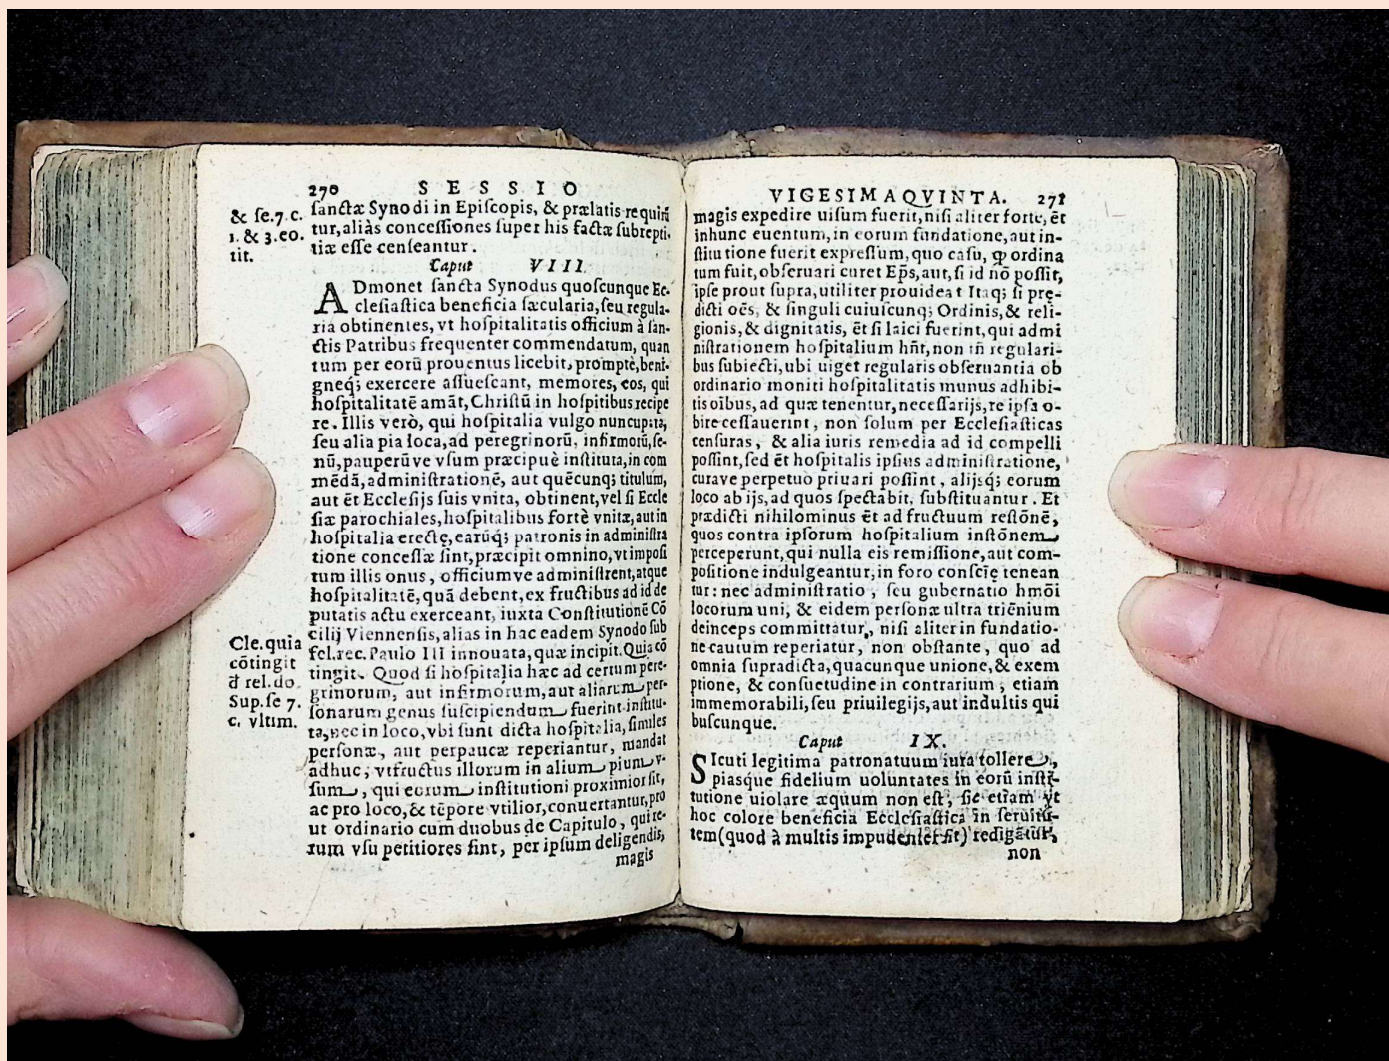 270 SESSIO
& ſe.7.c.
1. & 3.eo.
tit.
ſanctæ Synodi in Epiſcopis, & prælatis requirũ
tur, aliàs conceſſiones ſuper his factæ ſubrepti-
tiæ eſſe cenſeantur.
Caput VIII.
ADmonet ſancta Synodus quoſcunque Ec-
cleſiaſtica beneficia ſæcularia, ſeu regula-
ria obtinentes, vt hoſpitalitatis officium à ſan-
ctis Patribus frequenter commendatum, quan
tum per eorũ prouentus licebit, promptè, beni-
gneq; exercere aſſueſcant, memores, eos, qui
hoſpitalitatẽ amãt, Chriſtũ in hoſpitibus recipe
re. Illis verò, qui hoſpitalia vulgo nuncupata,
ſeu alia pia loca, ad peregrinorũ, infirmorũ, ſe-
nũ, pauperũve vſum præcipuè inſtituta, in com
mẽdã, adminiſtrationẽ, aut quẽcunq; titulum,
aut ẽt Eccleſijs ſuis vnita, obtinent, vel ſi Eccle
ſiæ parochiales, hoſpitalibus fortè vnitæ, aut in
hoſpitalia erectę, earũq; patronis in adminiſtra
tione conceſſæ ſint, præcipit omnino, vt impoſi
tum illis onus, officiumve adminiſtrent, atque
hoſpitalitatẽ, quã debent, ex fructibus ad id de
putatis actu exerceant, iuxta Conſtitutionẽ Cõ
cilij Viennenſis, alias in hac eadem Synodo ſub
fel. rec. Paulo III innouata, quæ incipit. Quia cõ
tingit. Quod ſi hoſpitalia hæc ad certum pere-
grinorum, aut infirmorum, aut aliarum per-
ſonarum genus ſuſcipiendum fuerint inſtitu-
ta, nec in loco, vbi ſunt dicta hoſpitalia, ſimiles
perſonæ, aut perpaucæ reperiantur, mandat
adhuc, vt fructus illorum in alium pium v-
ſum, qui eorum inſtitutioni proximior ſit,
ac pro loco, & tẽpore vtilior, conuertantur, pro
ut ordinario cum duobus de Capitulo, qui re-
rum vſu petitiores ſint, per ipſum deligendis,
magis
Cle. quia
cõtingit
đ rel. do
Sup. ſe 7.
c. vltim.
VIGESIMAQVINTA. 271
magis expedire uiſum fuerit, niſi aliter forte, ẽt
inhunc euentum, in eorum fundatione, aut in-
ſtitutione fuerit expreſſum, quo caſu, ꝙ ordina
tum fuit, obſeruari curet Ep̃s, aut, ſi id nõ poſſit,
ipſe prout ſupra, utiliter prouideat Itaq; ſi prę-
dicti oẽs, & ſinguli cuiuſcunq; Ordinis, & reli-
gionis, & dignitatis, ẽt ſi laici fuerint, qui admi
niſtrationem hoſpitalium hñt, non tñ regulari-
bus ſubiecti, ubi uiget regularis obſeruantia ob
ordinario moniti hoſpitalitatis munus adhibi-
tis oĩbus, ad quæ tenentur, neceſſarijs, re ipſa o-
bire ceſſauerint, non ſolum per Eccleſiaſticas
cenſuras, & alia iuris remedia ad id compelli
poſſint, ſed ẽt hoſpitalis ipſius adminiſtratione,
curave perpetuò priuari poſſint, alijsq; eorum
loco ab ijs, ad quos ſpectabit, ſubſtituantur. Et
prædicti nihilominus ẽt ad fructuum reſtõnẽ,
quos contra ipſorum hoſpitalium inſtõnem
perceperunt, qui nulla eis remiſſione, aut com-
poſitione indulgeantur, in foro conſcię tenean
tur: nec adminiſtratio, ſeu gubernatio hmõi
locorum uni, & eidem perſonæ ultra triẽnium
deinceps committatur, niſi aliter in fundatio-
ne cautum reperiatur, non obſtante, quo ad
omnia ſupradicta, quacunque unione, & exem
ptione, & conſuetudine in contrarium, etiam
immemorabili, ſeu priuilegijs, aut indultis qui
buſcunque.
Caput IX.
SIcuti legitima patronatuum iura tollere,
piasque fidelium uoluntates in eorũ inſti-
tutione uiolare æquum non eſt, ſic etiam vt
hoc colore beneficia Eccleſiaſtica in ſeruitu-
tem (quod à multis impudenter fit) redigãtur,
non